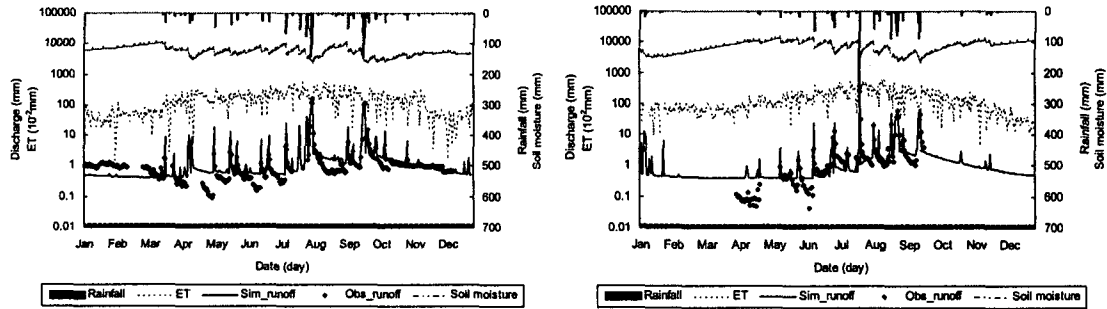 100000
10000
1000
100
10
1
0.1
0.01
Discharge (mm)
ET (10⁻²mm)
0
100
200
300
400
500
600
700
Rainfall (mm)
Soil moisture (mm)
Jan Feb Mar Apr May Jun Jul Aug Sep Oct Nov Dec
Date (day)
Rainfall ET Sim_runoff Obs_runoff Soil moisture
100000
10000
1000
100
10
1
0.1
0.01
Discharge (mm)
ET (10⁻²mm)
0
100
200
300
400
500
600
700
Rainfall (mm)
Soil moisture (mm)
Jan Feb Mar Apr May Jun Jul Aug Sep Oct Nov Dec
Date (day)
Rainfall ET Sim_runoff Obs_runoff Soil moisture